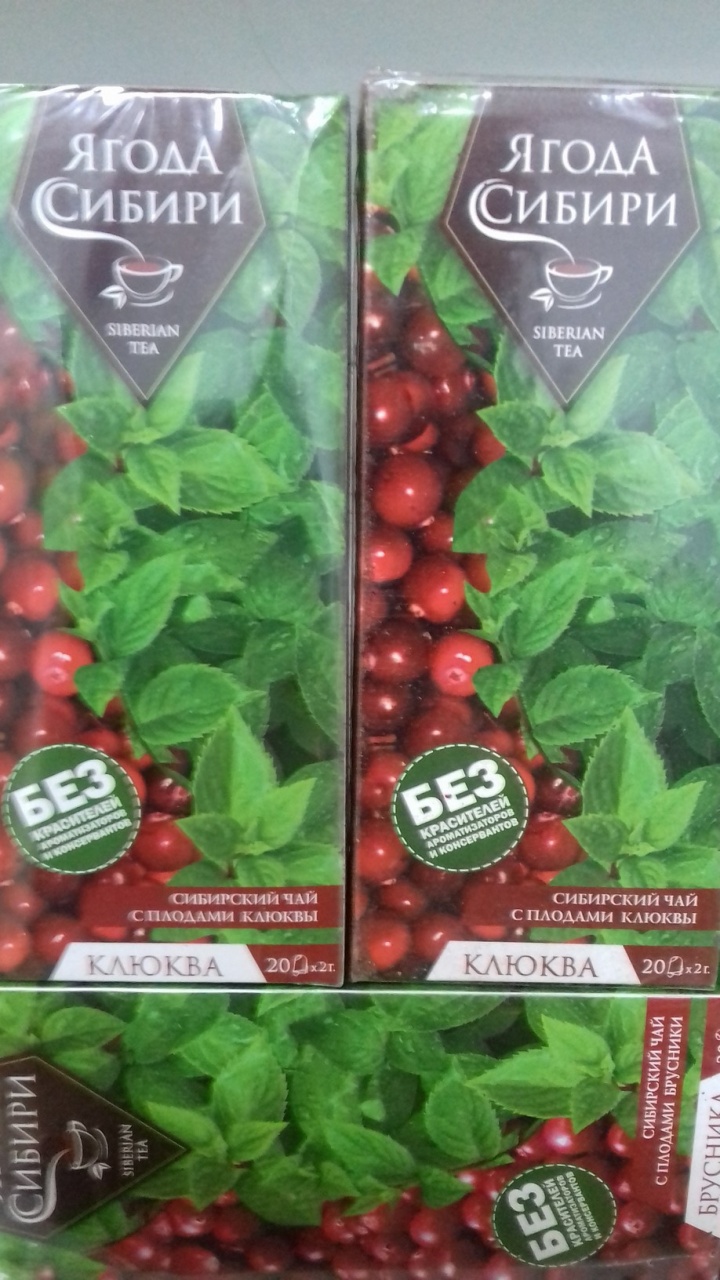 ЯГОДА
СИБИРИ
SIBERIAN
TEA
БЕЗ
КРАСИТЕЛЕЙ
АРОМАТИЗАТОРОВ
И КОНСЕРВАНТОВ
СИБИРСКИЙ ЧАЙ
С ПЛОДАМИ КЛЮКВЫ
КЛЮКВА
20 х2г.
ЯГОДА
СИБИРИ
SIBERIAN
TEA
БЕЗ
КРАСИТЕЛЕЙ
АРОМАТИЗАТОРОВ
И КОНСЕРВАНТОВ
СИБИРСКИЙ ЧАЙ
С ПЛОДАМИ КЛЮКВЫ
КЛЮКВА
20 х2г.
СИБИРИ
SIBERIAN
TEA
БЕЗ
КРАСИТЕЛЕЙ
АРОМАТИЗАТОРОВ
И КОНСЕРВАНТОВ
СИБИРСКИЙ ЧАЙ
С ПЛОДАМИ БРУСНИКИ
БРУСНИКА